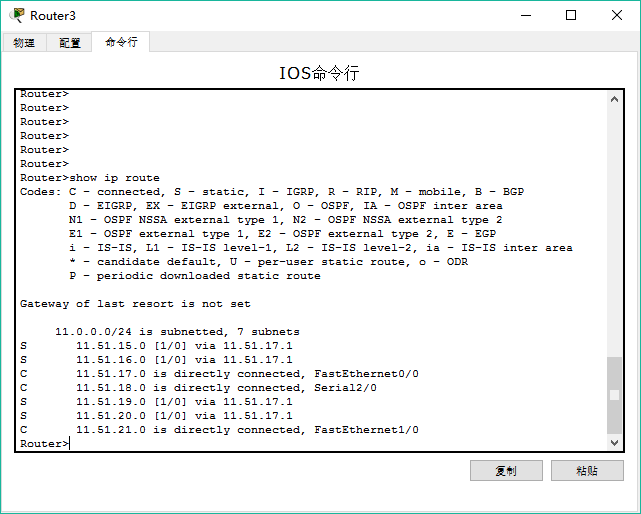 Router3
物理 配置 命令行
IOS命令行
Router>
Router>
Router>
Router>
Router>
Router>
Router>show ip route
Codes: C - connected, S - static, I - IGRP, R - RIP, M - mobile, B - BGP
       D - EIGRP, EX - EIGRP external, O - OSPF, IA - OSPF inter area
       N1 - OSPF NSSA external type 1, N2 - OSPF NSSA external type 2
       E1 - OSPF external type 1, E2 - OSPF external type 2, E - EGP
       i - IS-IS, L1 - IS-IS level-1, L2 - IS-IS level-2, ia - IS-IS inter area
       * - candidate default, U - per-user static route, o - ODR
       P - periodic downloaded static route
Gateway of last resort is not set
     11.0.0.0/24 is subnetted, 7 subnets
S       11.51.15.0 [1/0] via 11.51.17.1
S       11.51.16.0 [1/0] via 11.51.17.1
C       11.51.17.0 is directly connected, FastEthernet0/0
C       11.51.18.0 is directly connected, Serial2/0
S       11.51.19.0 [1/0] via 11.51.17.1
S       11.51.20.0 [1/0] via 11.51.17.1
C       11.51.21.0 is directly connected, FastEthernet1/0
Router>
复制 粘贴